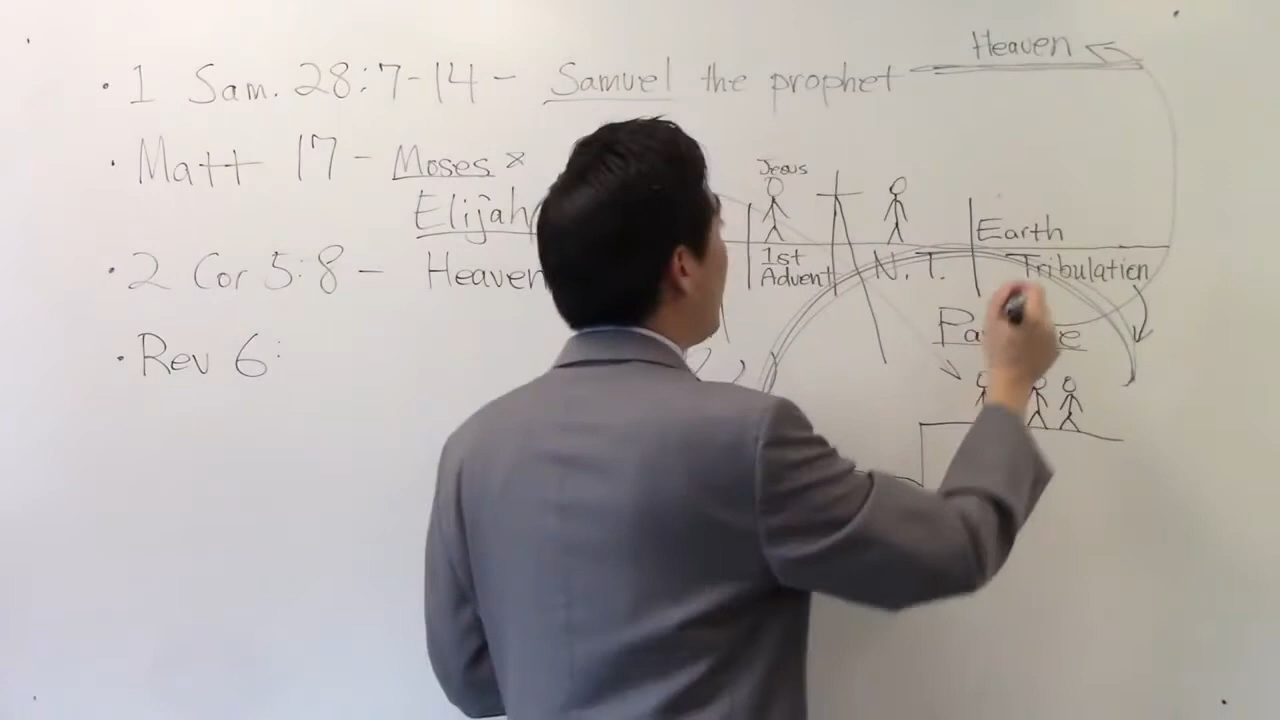 • 1 Sam. 28:7-14 - Samuel the prophet
• Matt 17 - Moses &
Elijah
• 2 Cor 5:8 - Heaven
• Rev 6:
Heaven
Jesus
Earth
1st
Advent
N.T.
Tribulation